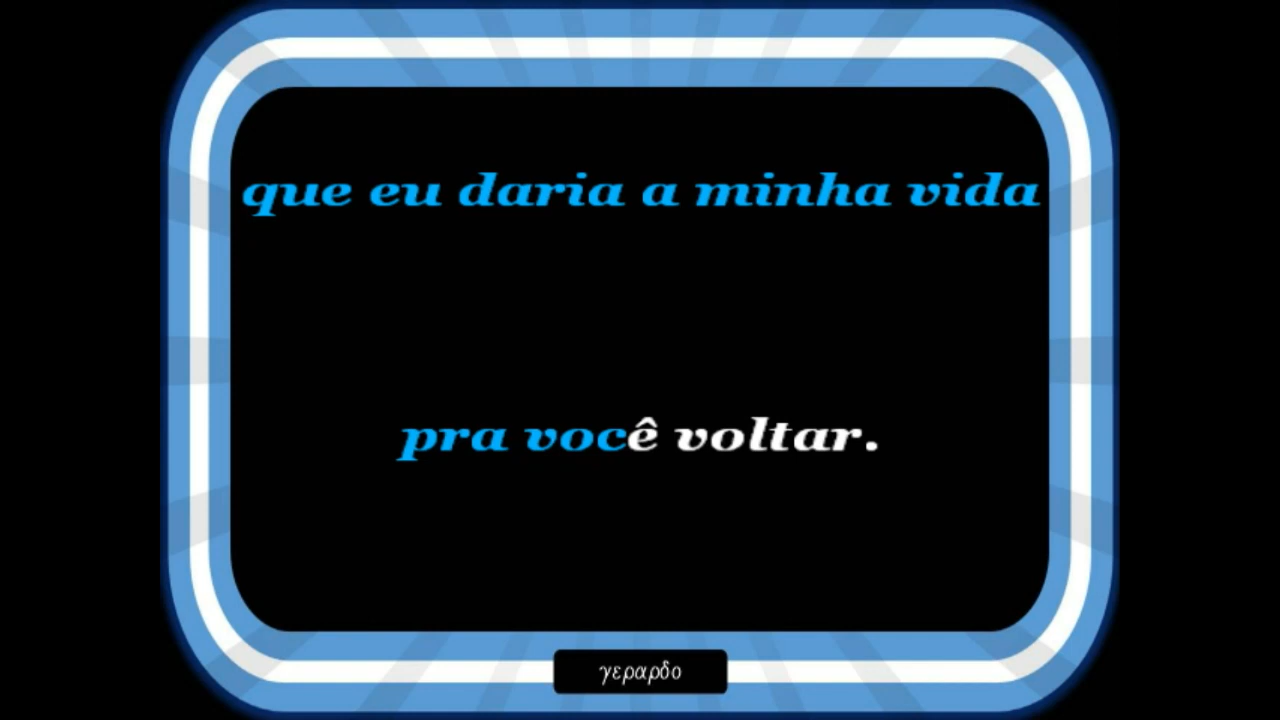 que eu daria a minha vida
pra você voltar.
γεραρδο